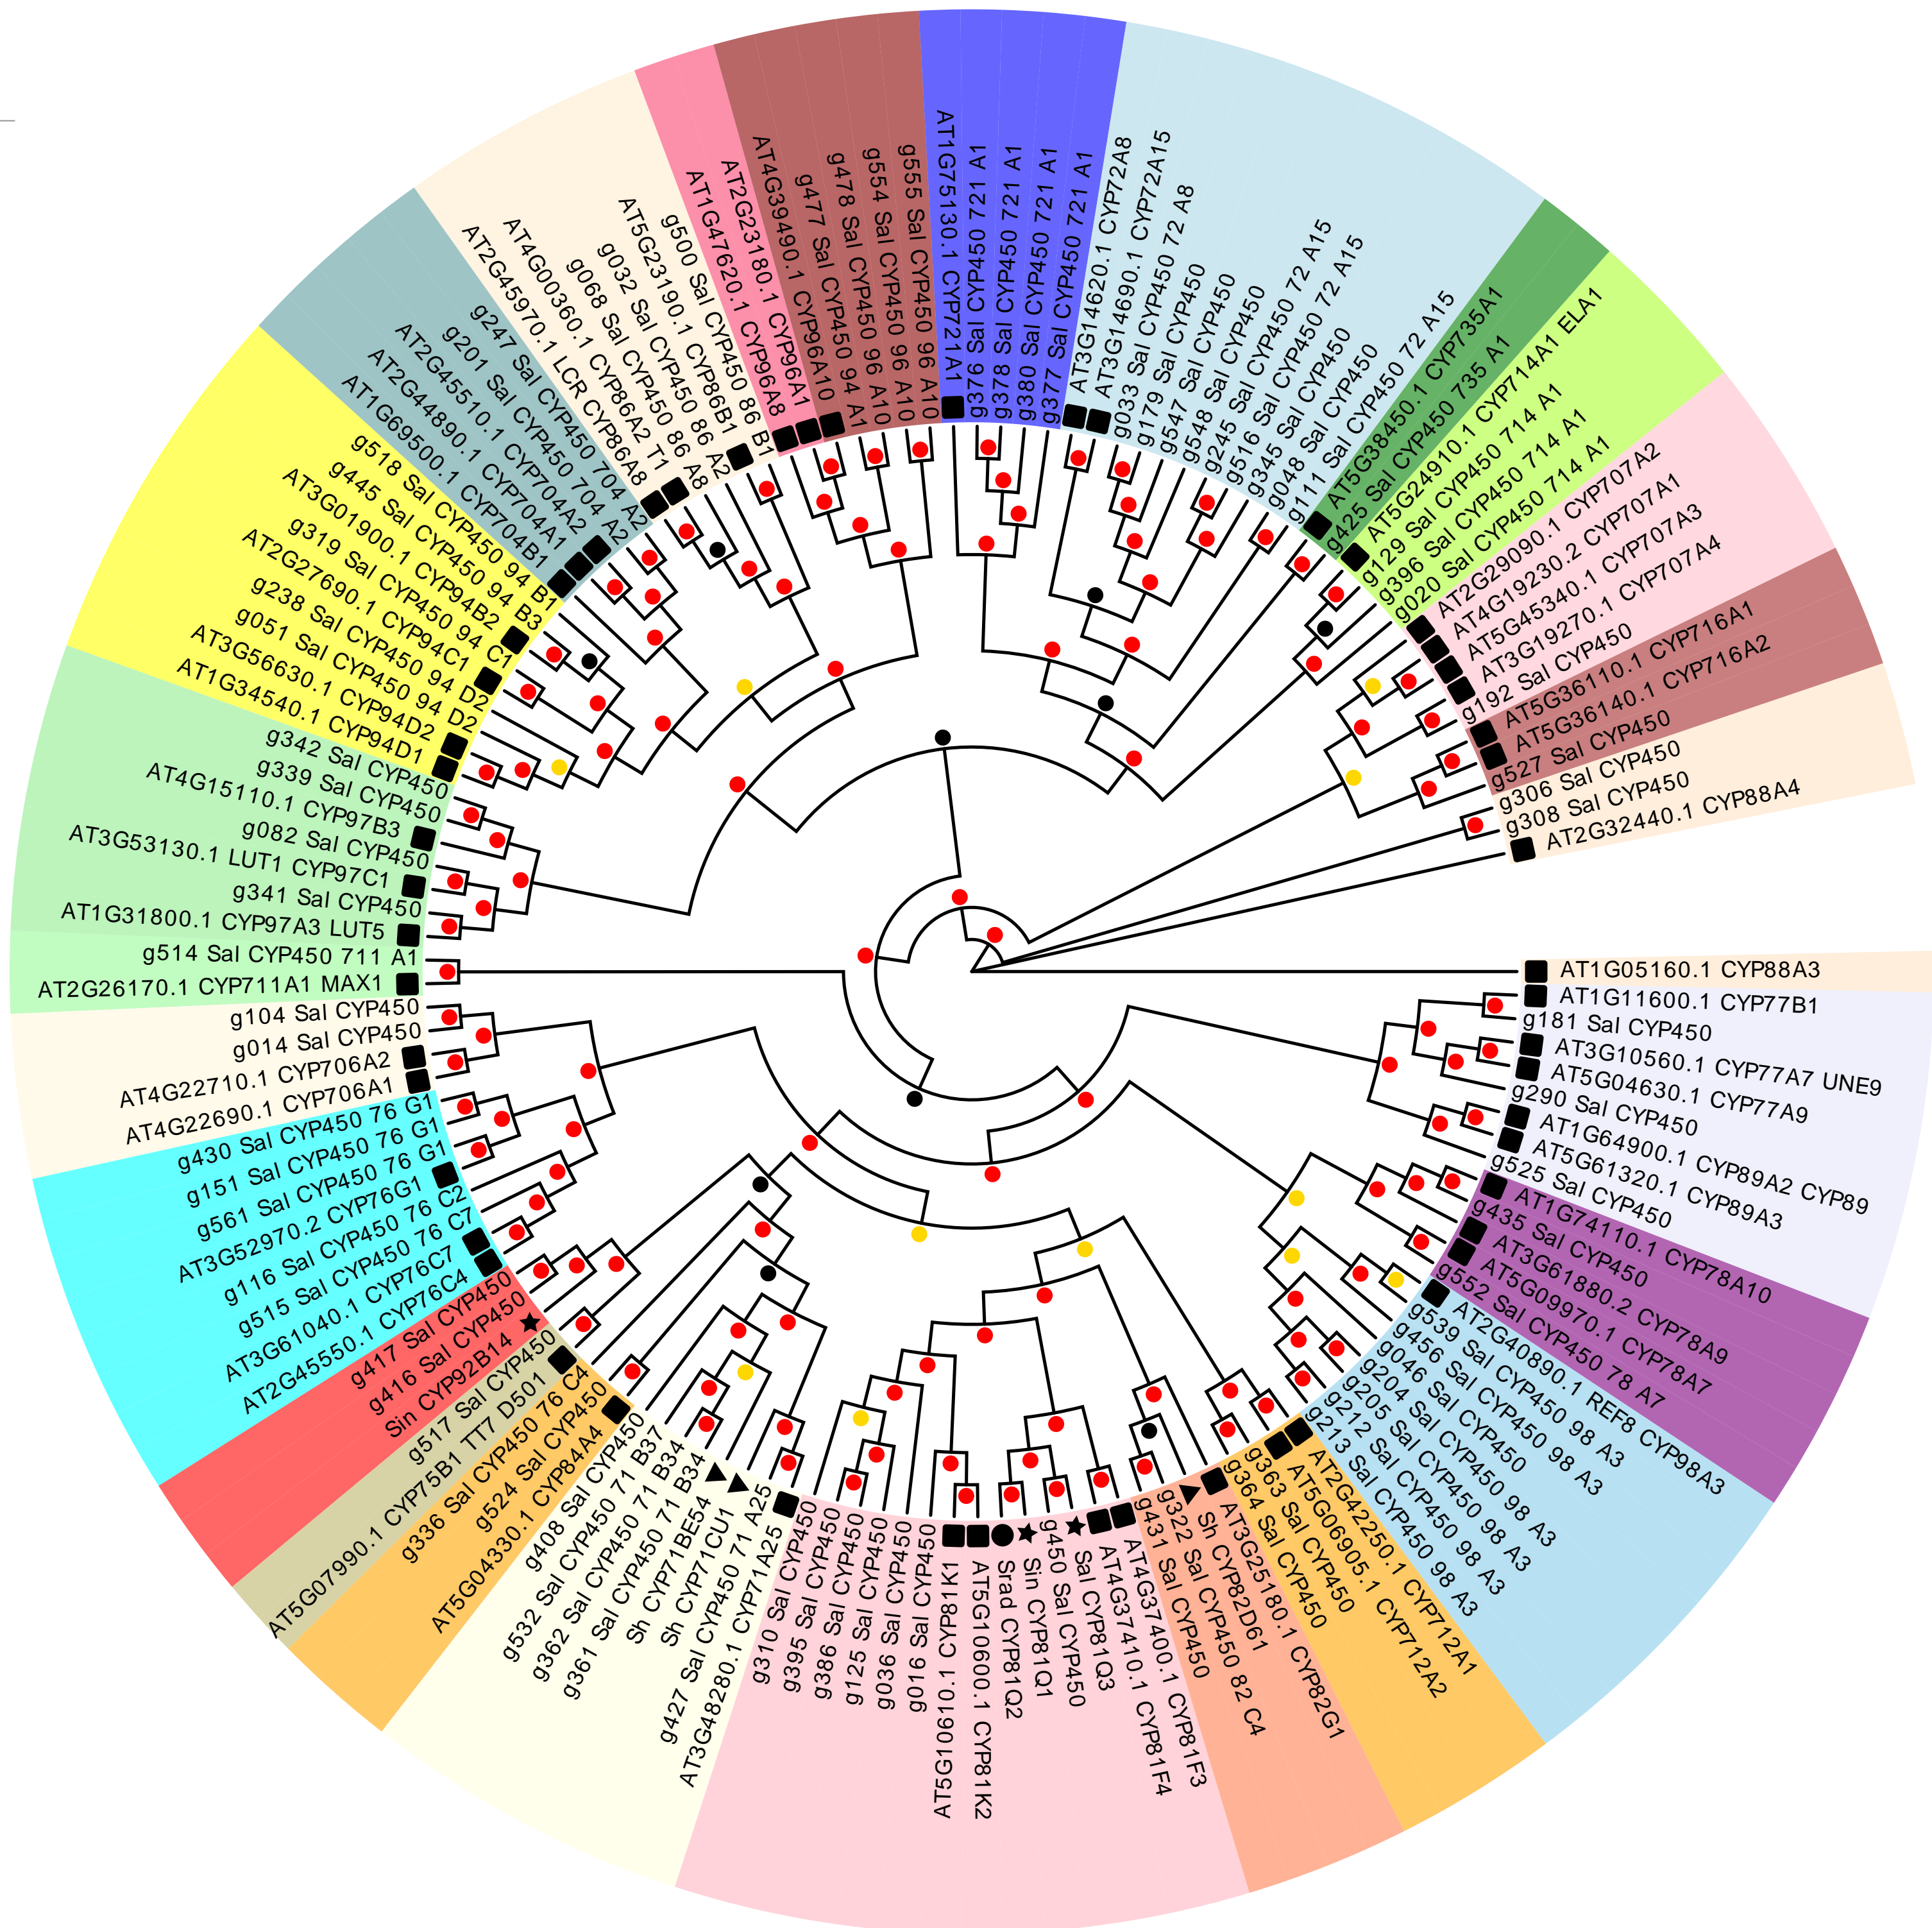 AT1G05160.1 CYP88A3
AT1G11600.1 CYP77B1
g181 Sal CYP450
AT3G10560.1 CYP77A7 UNE9
AT5G04630.1 CYP77A9
g290 Sal CYP450
AT1G64900.1 CYP89A2 CYP89
AT5G61320.1 CYP89A3
g525 Sal CYP450
AT1G74110.1 CYP78A10
g435 Sal CYP450
AT3G61880.2 CYP78A9
AT5G09970.1 CYP78A7
g552 Sal CYP450 78 A7
AT2G40890.1 REF8 CYP98A3
g539 Sal CYP450 98 A3
g456 Sal CYP450 98 A3
g046 Sal CYP450
g204 Sal CYP450 98 A3
g205 Sal CYP450 98 A3
g212 Sal CYP450 98 A3
g213 Sal CYP450 98 A3
AT2G42250.1 CYP712A1
AT5G06905.1 CYP712A2
g363 Sal CYP450
g364 Sal CYP450
AT3G25180.1 CYP82G1
Sh CYP82D61
g322 Sal CYP450 82 C4
g431 Sal CYP450
AT4G37400.1 CYP81F3
AT4G37410.1 CYP81F4
Sal CYP81Q3
g450 Sal CYP450
Sin CYP81Q1
Srad CYP81Q2
AT5G10600.1 CYP81K2
AT5G10610.1 CYP81K1
g016 Sal CYP450
g036 Sal CYP450
g125 Sal CYP450
g386 Sal CYP450
g395 Sal CYP450
g310 Sal CYP450
AT3G48280.1 CYP71A25
g427 Sal CYP450 71 A25
Sh CYP71CU1
Sh CYP71BE54
g361 Sal CYP450 71 B34
g362 Sal CYP450 71 B34
g532 Sal CYP450 71 B37
g408 Sal CYP450
AT5G04330.1 CYP84A4
g524 Sal CYP450
g336 Sal CYP450 76 C4
AT5G07990.1 CYP75B1 TT7 D501
g517 Sal CYP450
Sin CYP92B14
g416 Sal CYP450
g417 Sal CYP450
AT2G45550.1 CYP76C4
AT3G61040.1 CYP76C7
g515 Sal CYP450 76 C7
g116 Sal CYP450 76 C2
AT3G52970.2 CYP76G1
g561 Sal CYP450 76 G1
g151 Sal CYP450 76 G1
g430 Sal CYP450 76 G1
AT4G22690.1 CYP706A1
AT4G22710.1 CYP706A2
g014 Sal CYP450
g104 Sal CYP450
AT2G26170.1 CYP711A1 MAX1
g514 Sal CYP450 711 A1
AT1G31800.1 CYP97A3 LUT5
g341 Sal CYP450
AT3G53130.1 LUT1 CYP97C1
g082 Sal CYP450
AT4G15110.1 CYP97B3
g339 Sal CYP450
g342 Sal CYP450
AT1G34540.1 CYP94D1
AT3G56630.1 CYP94D2
g051 Sal CYP450 94 D2
g238 Sal CYP450 94 D2
AT2G27690.1 CYP94C1
g319 Sal CYP450 94 C1
AT3G01900.1 CYP94B2
g445 Sal CYP450 94 B3
g518 Sal CYP450 94 B1
AT1G69500.1 CYP704B1
AT2G44890.1 CYP704A1
AT2G45510.1 CYP704A2
g201 Sal CYP450 704 A2
g247 Sal CYP450 704 A2
AT2G45970.1 LCR CYP86A8
AT4G00360.1 CYP86A2 T1
g068 Sal CYP450 86 A8
g032 Sal CYP450 86 A2
AT5G23190.1 CYP86B1
g500 Sal CYP450 86 B1
AT1G47620.1 CYP96A8
AT2G23180.1 CYP96A1
AT4G39490.1 CYP96A10
g477 Sal CYP450 94 A1
g478 Sal CYP450 96 A10
g554 Sal CYP450 96 A10
g555 Sal CYP450 96 A10
AT1G75130.1 CYP721A1
g376 Sal CYP450 721 A1
g378 Sal CYP450 721 A1
g380 Sal CYP450 721 A1
g377 Sal CYP450 721 A1
AT3G14620.1 CYP72A8
AT3G14690.1 CYP72A15
g033 Sal CYP450 72 A8
g179 Sal CYP450
g547 Sal CYP450
g548 Sal CYP450
g245 Sal CYP450 72 A15
g516 Sal CYP450 72 A15
g345 Sal CYP450
g048 Sal CYP450
g111 Sal CYP450 72 A15
AT5G38450.1 CYP735A1
g425 Sal CYP450 735 A1
AT5G24910.1 CYP714A1 ELA1
g129 Sal CYP450 714 A1
g396 Sal CYP450 714 A1
g020 Sal CYP450 714 A1
AT2G29090.1 CYP707A2
AT4G19230.2 CYP707A1
AT5G45340.1 CYP707A3
AT3G19270.1 CYP707A4
g192 Sal CYP450
AT5G36110.1 CYP716A1
AT5G36140.1 CYP716A2
g527 Sal CYP450
g306 Sal CYP450
g308 Sal CYP450
AT2G32440.1 CYP88A4